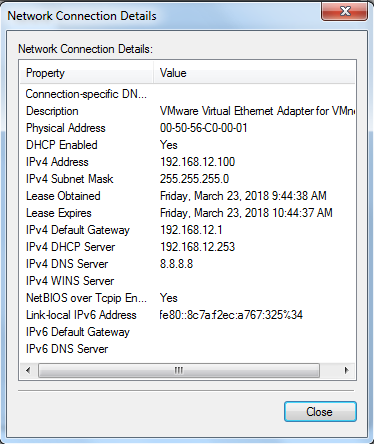 Network Connection Details
Network Connection Details:
Property Value
Connection-specific DN...
Description VMware Virtual Ethernet Adapter for VMne
Physical Address 00-50-56-C0-00-01
DHCP Enabled Yes
IPv4 Address 192.168.12.100
IPv4 Subnet Mask 255.255.255.0
Lease Obtained Friday, March 23, 2018 9:44:38 AM
Lease Expires Friday, March 23, 2018 10:44:37 AM
IPv4 Default Gateway 192.168.12.1
IPv4 DHCP Server 192.168.12.253
IPv4 DNS Server 8.8.8.8
IPv4 WINS Server
NetBIOS over Tcpip En... Yes
Link-local IPv6 Address fe80::8c7a:f2ec:a767:325%34
IPv6 Default Gateway
IPv6 DNS Server
Close